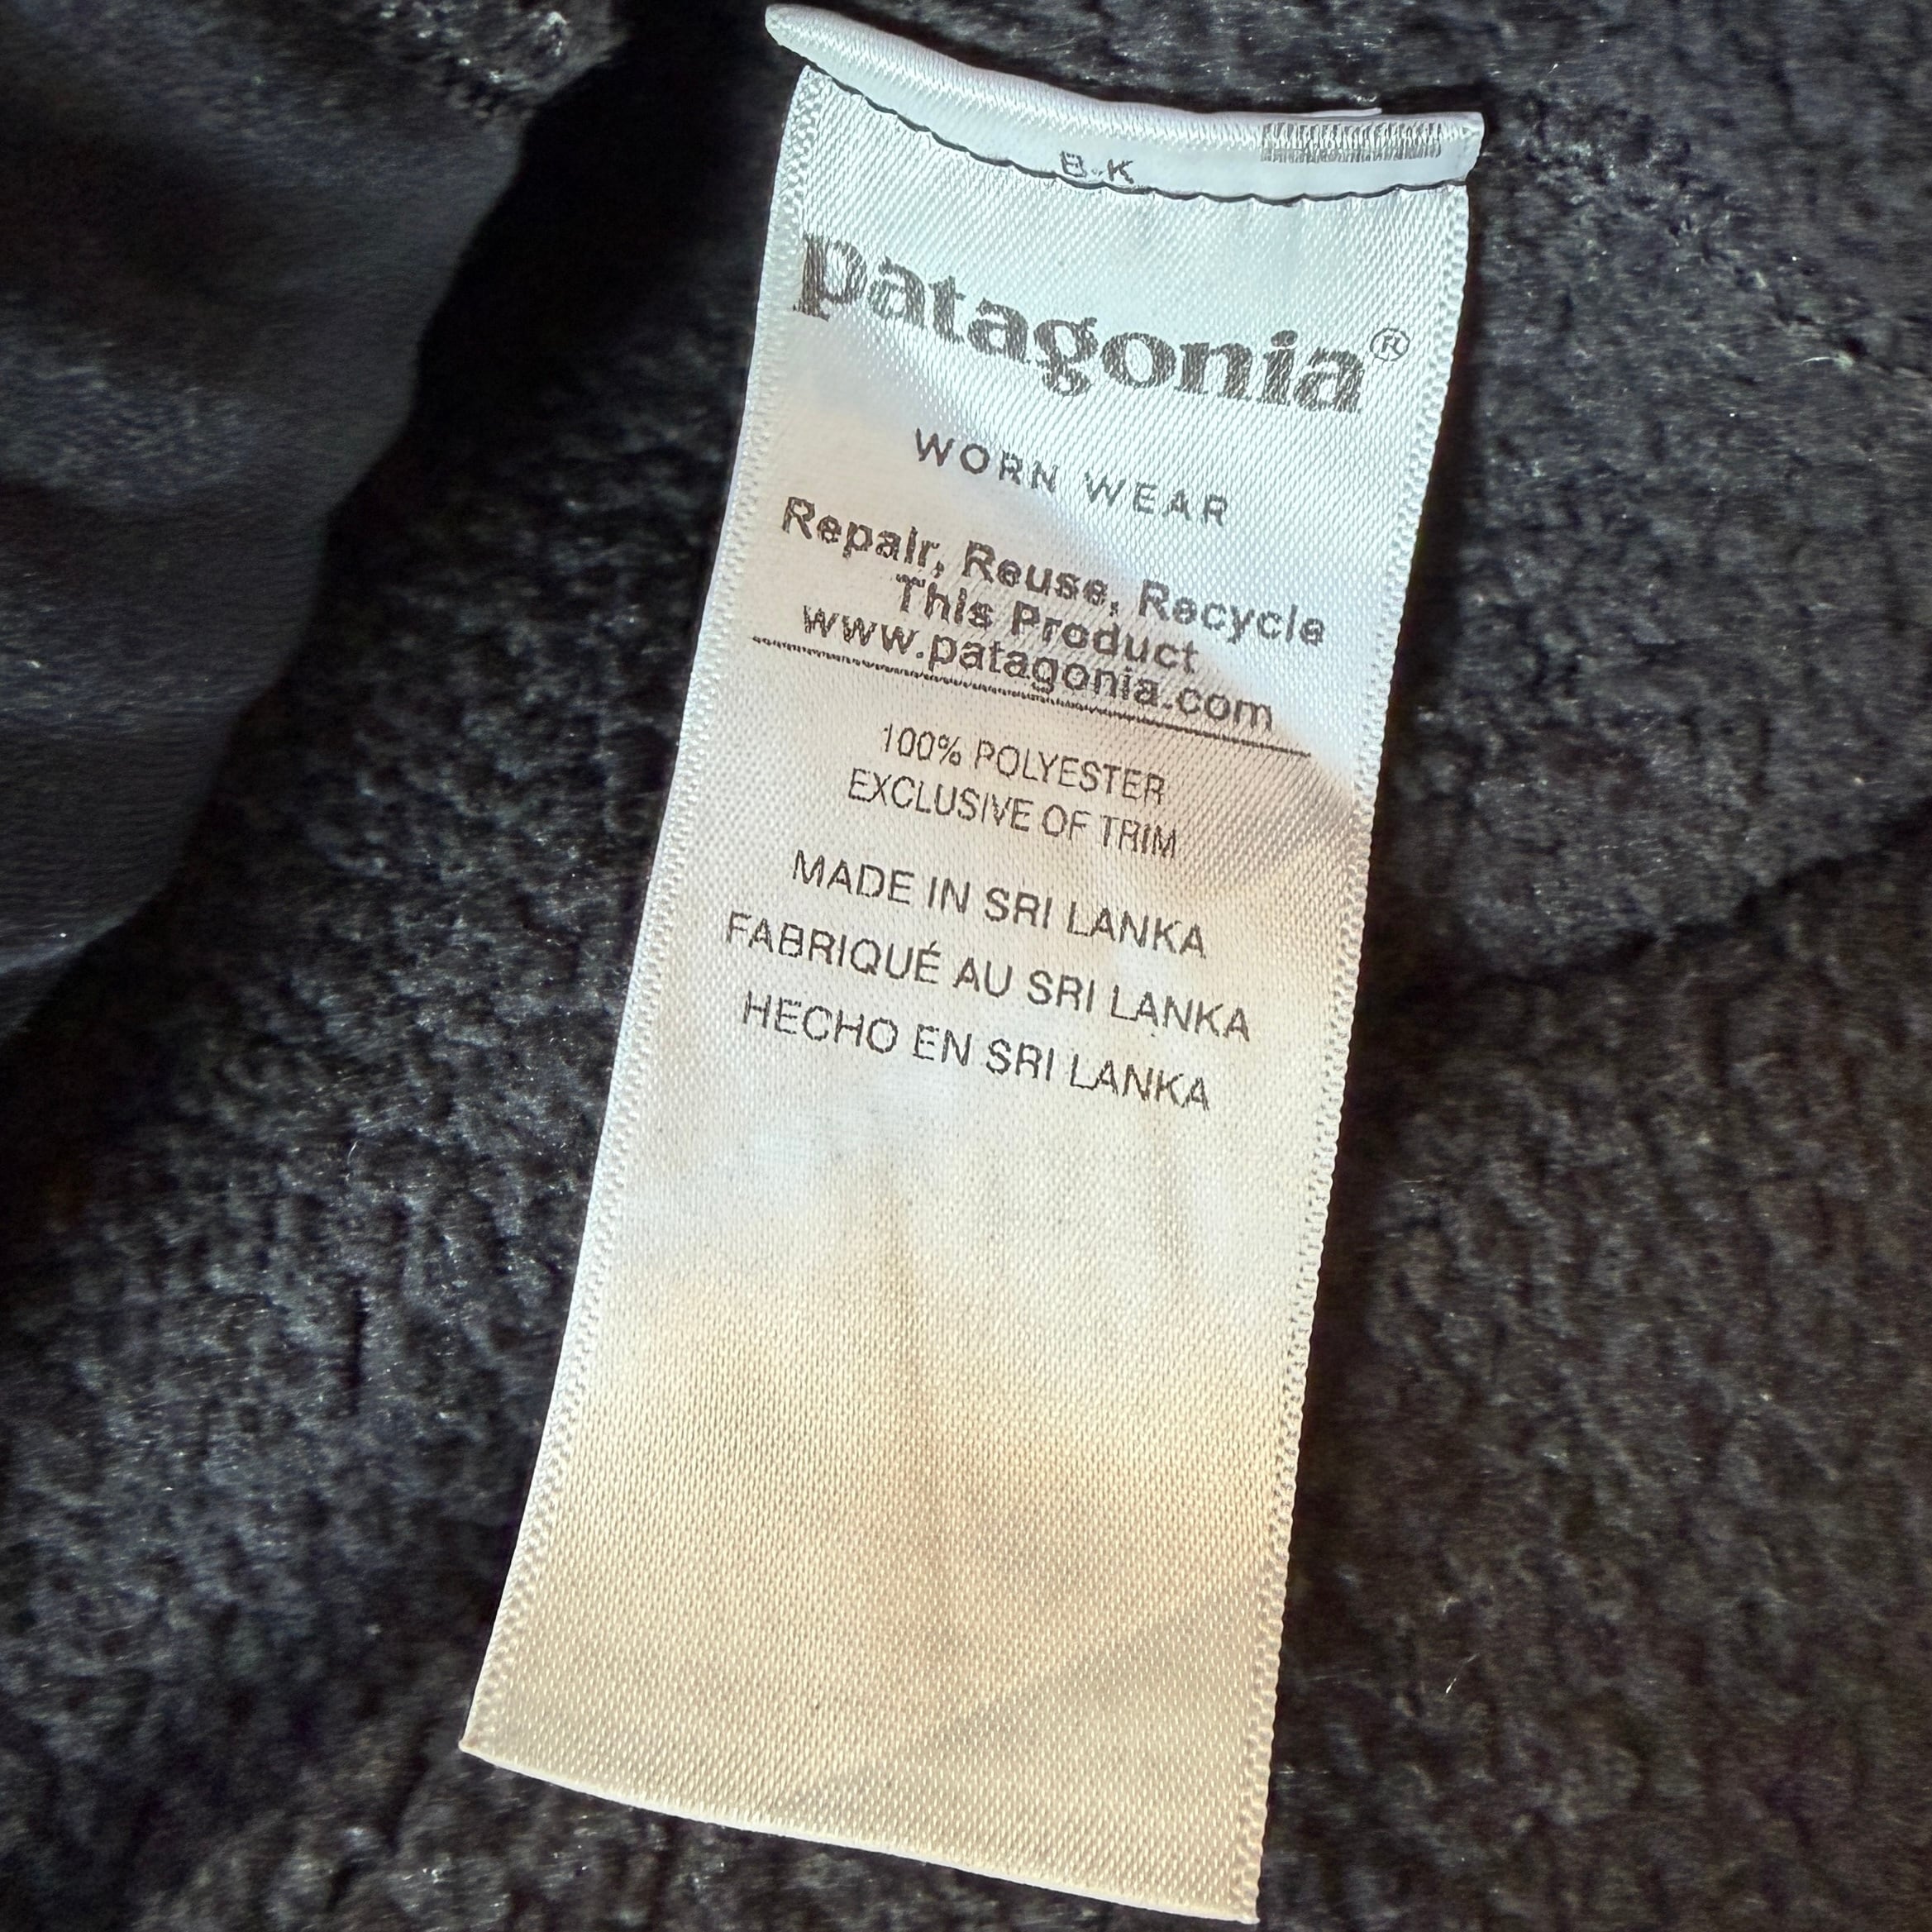 B-K
patagonia®
WORN WEAR
Repair, Reuse, Recycle
This Product
www.patagonia.com
100% POLYESTER
EXCLUSIVE OF TRIM
MADE IN SRI LANKA
FABRIQUÉ AU SRI LANKA
HECHO EN SRI LANKA